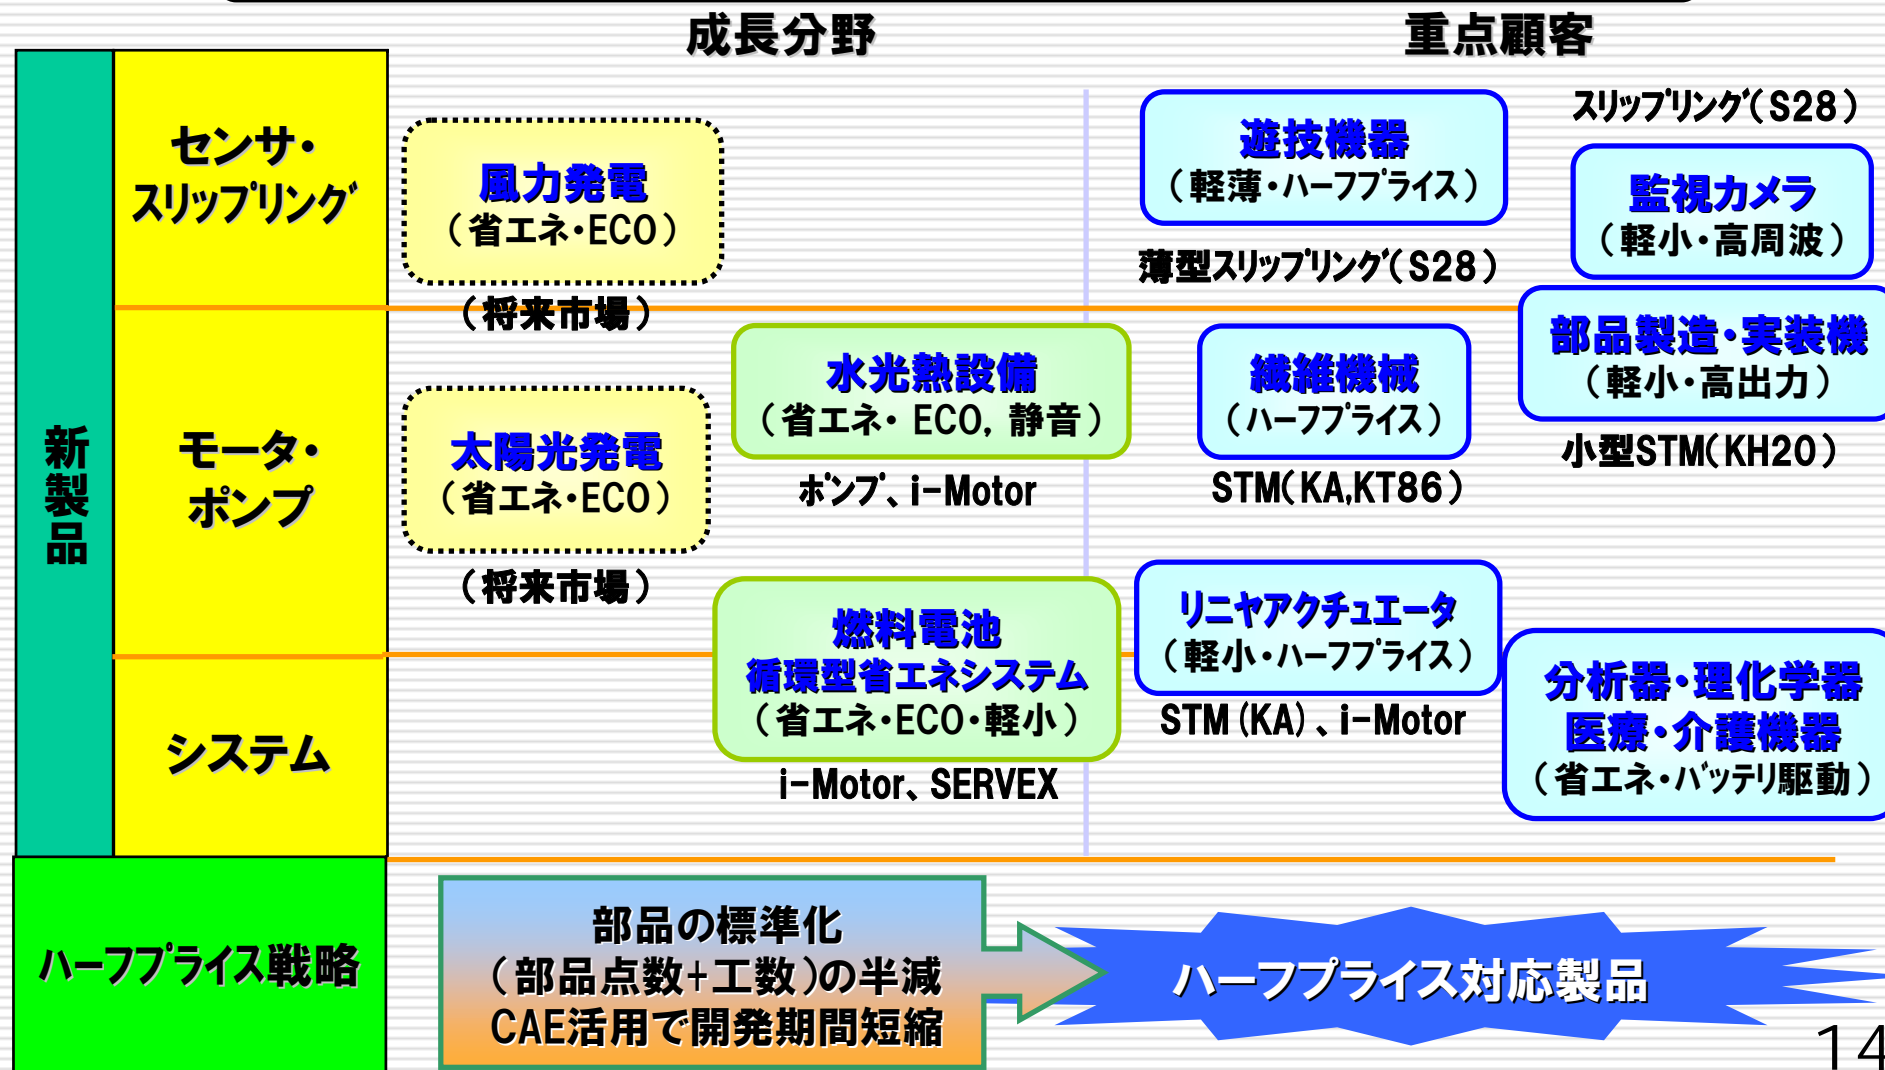 成長分野
重点顧客
新製品
センサ・
スリップリング
風力発電
（省エネ・ECO）
（将来市場）
遊技機器
（軽薄・ハーフプライス）
薄型スリップリング（S28）
スリップリング（S28）
監視カメラ
（軽小・高周波）
モータ・
ポンプ
太陽光発電
（省エネ・ECO）
（将来市場）
水光熱設備
（省エネ・ ECO, 静音）
ポンプ、i-Motor
繊維機械
（ハーフプライス）
STM（KA,KT86）
部品製造・実装機
（軽小・高出力）
小型STM（KH20）
システム
燃料電池
循環型省エネシステム
（省エネ・ECO・軽小）
i-Motor、SERVEX
リニヤアクチュエータ
（軽小・ハーフプライス）
STM（KA）、i-Motor
分析器・理化学器
医療・介護機器
（省エネ・バッテリ駆動）
ハーフプライス戦略
部品の標準化
（部品点数+工数）の半減
CAE活用で開発期間短縮
ハーフプライス対応製品
14